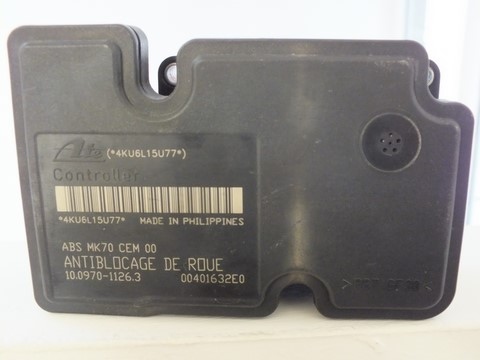 Ate (*4KU6L15U77*)
Controller
*4KU6L15U77* MADE IN PHILIPPINES
ABS MK70 CEM 00
ANTIBLOCAGE DE ROUE
10.0970-1126.3 00401632E0